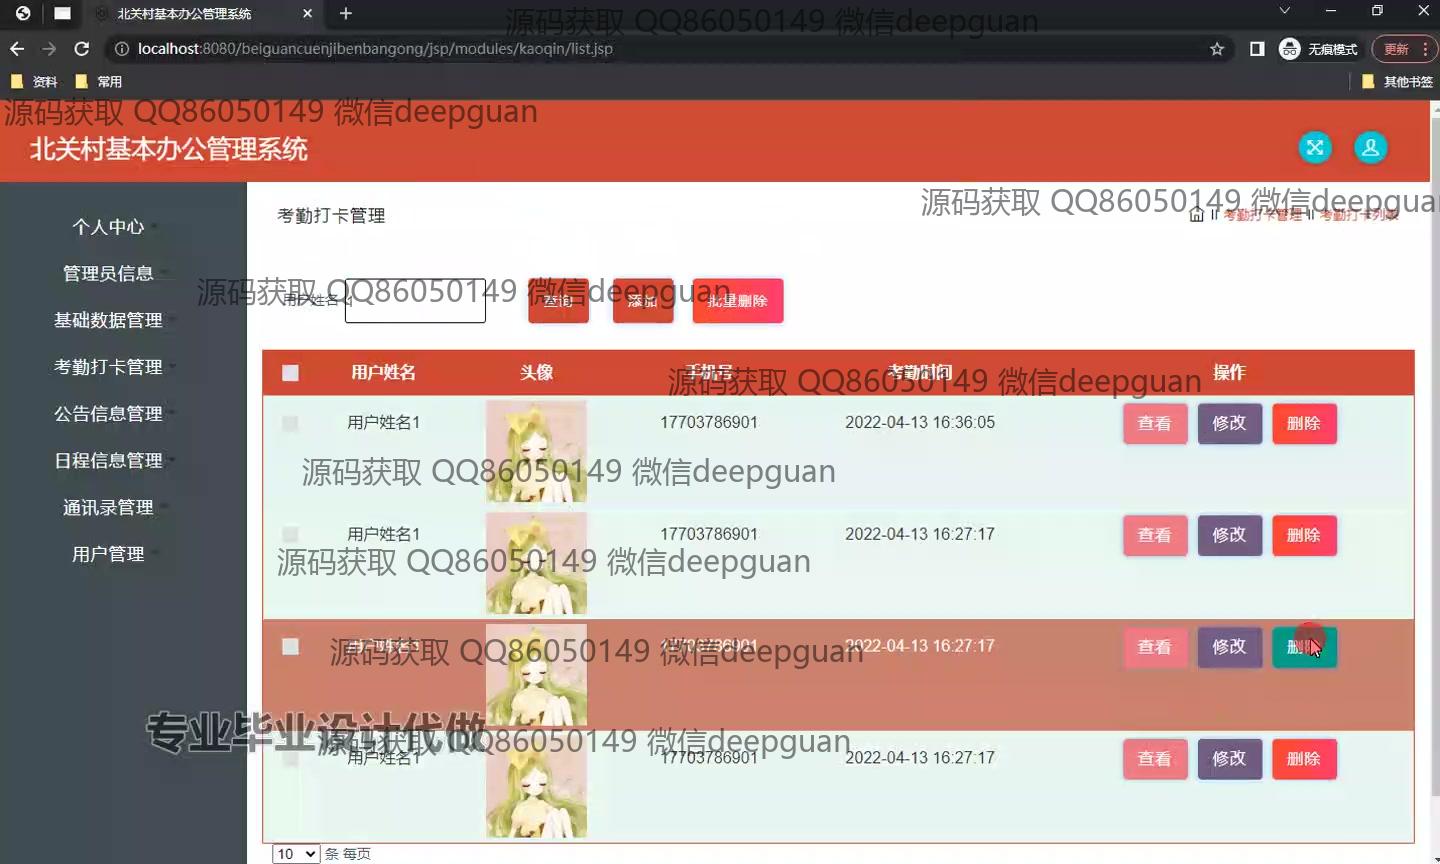 北关村基本办公管理系统
源码获取 QQ86050149 微信deepguan
localhost:8080/beiguancuenjibenbangong/jsp/modules/kaoqin/list.jsp
无痕模式
更新
资料
常用
其他书签
源码获取 QQ86050149 微信deepguan
北关村基本办公管理系统
考勤打卡管理
源码获取 QQ86050149 微信deepguan
考勤打卡管理
考勤打卡列表
个人中心
管理员信息
基础数据管理
考勤打卡管理
公告信息管理
日程信息管理
通讯录管理
用户管理
用户姓名
源码获取 QQ86050149 微信deepguan
查询
添加
批量删除
用户姓名 头像 手机号 考勤时间 操作
源码获取 QQ86050149 微信deepguan
用户姓名1 17703786901 2022-04-13 16:36:05 查看 修改 删除
源码获取 QQ86050149 微信deepguan
用户姓名1 17703786901 2022-04-13 16:27:17 查看 修改 删除
源码获取 QQ86050149 微信deepguan
17703786901 2022-04-13 16:27:17 查看 修改 删除
源码获取 QQ86050149 微信deepguan
专业毕业设计代做
源码获取 QQ86050149 微信deepguan
用户姓名1 17703786901 2022-04-13 16:27:17 查看 修改 删除
10 条 每页